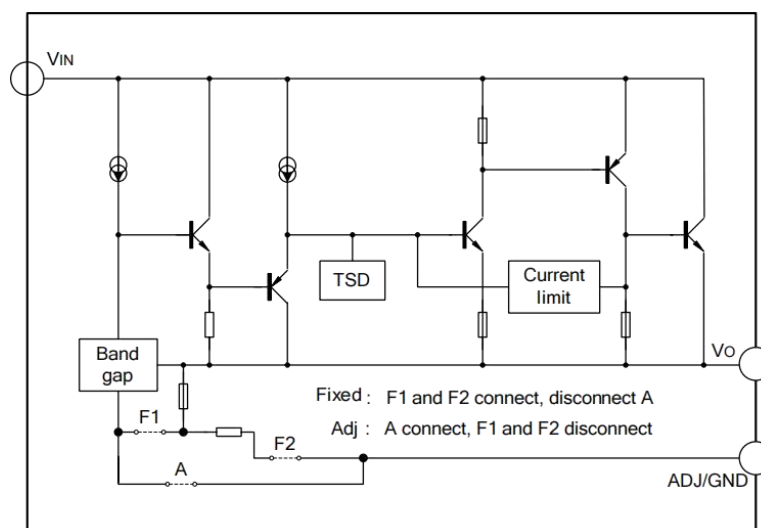 VIN
TSD
Current
limit
Band
gap
VO
Fixed : F1 and F2 connect, disconnect A
F1
Adj : A connect, F1 and F2 disconnect
F2
A
ADJ/GND